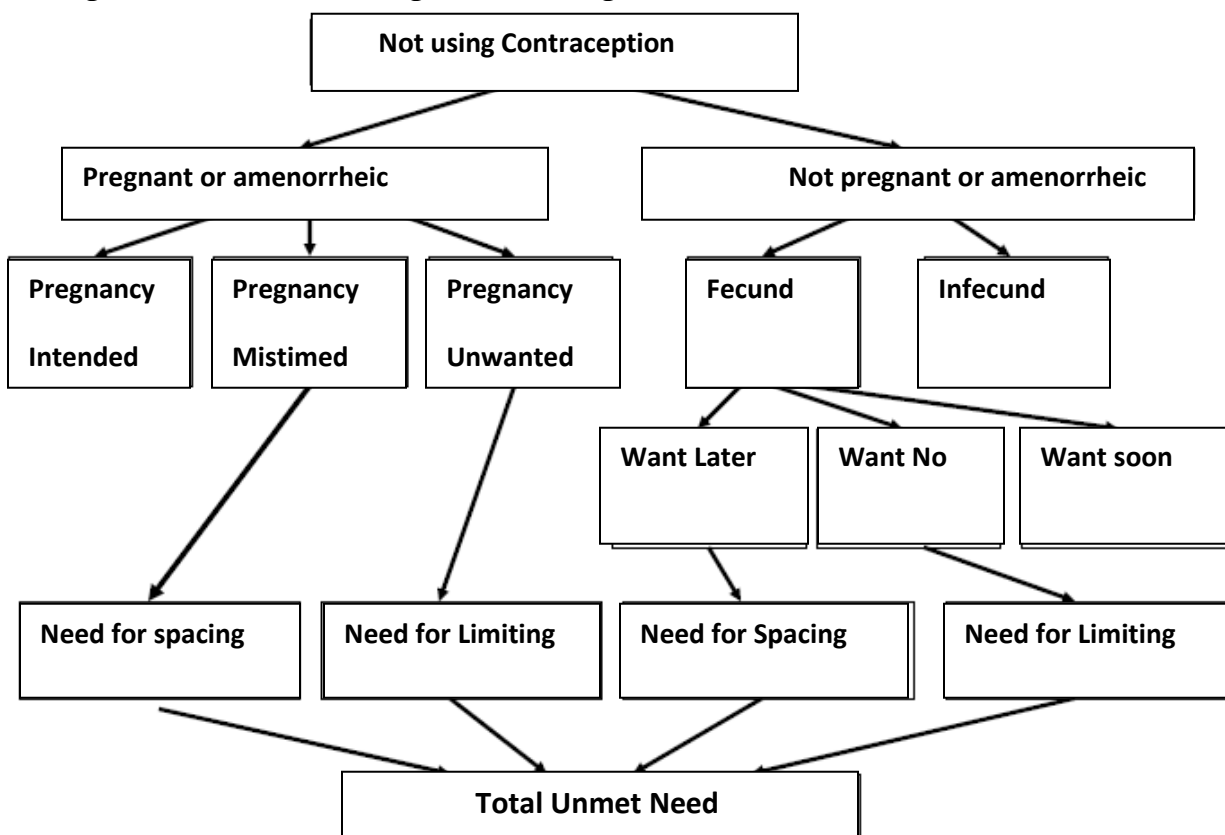 Not using Contraception
Pregnant or amenorrheic
Not pregnant or amenorrheic
Pregnancy
Intended
Pregnancy
Mistimed
Pregnancy
Unwanted
Fecund
Infecund
Want Later
Want No
Want soon
Need for spacing
Need for Limiting
Need for Spacing
Need for Limiting
Total Unmet Need